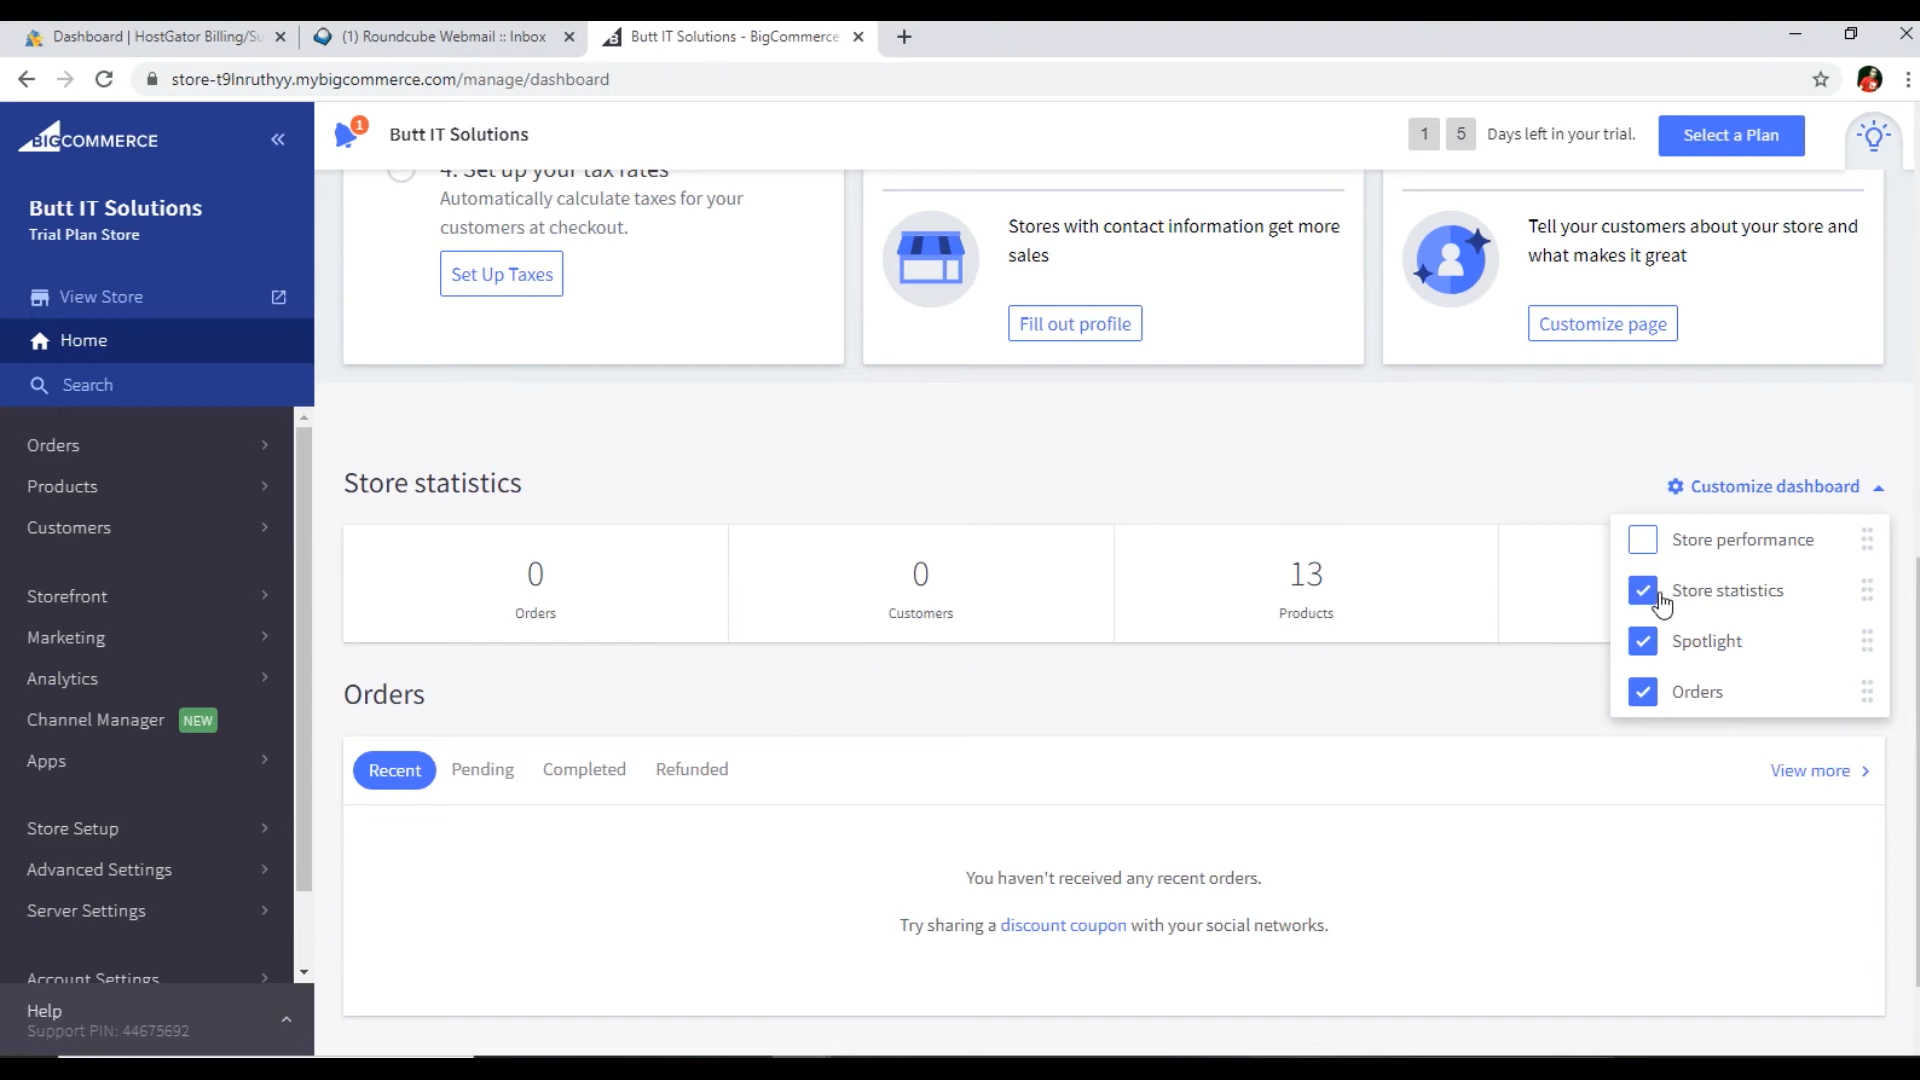 Dashboard | HostGator Billing/Su
(1) Roundcube Webmail :: Inbox
Butt IT Solutions - BigCommerce
store-t9lnruthyy.mybigcommerce.com/manage/dashboard
BIGCOMMERCE
1
Butt IT Solutions
1 5 Days left in your trial.
Select a Plan
Butt IT Solutions
Trial Plan Store
View Store
Home
Search
Orders
Products
Customers
Storefront
Marketing
Analytics
Channel Manager NEW
Apps
Store Setup
Advanced Settings
Server Settings
Account Settings
Help
Support PIN: 44675692
4. Set up your tax rates
Automatically calculate taxes for your
customers at checkout.
Set Up Taxes
Stores with contact information get more
sales
Fill out profile
Tell your customers about your store and
what makes it great
Customize page
Store statistics
Customize dashboard
0
Orders
0
Customers
13
Products
Store performance
Store statistics
Spotlight
Orders
Orders
Recent
Pending
Completed
Refunded
View more
You haven't received any recent orders.
Try sharing a discount coupon with your social networks.